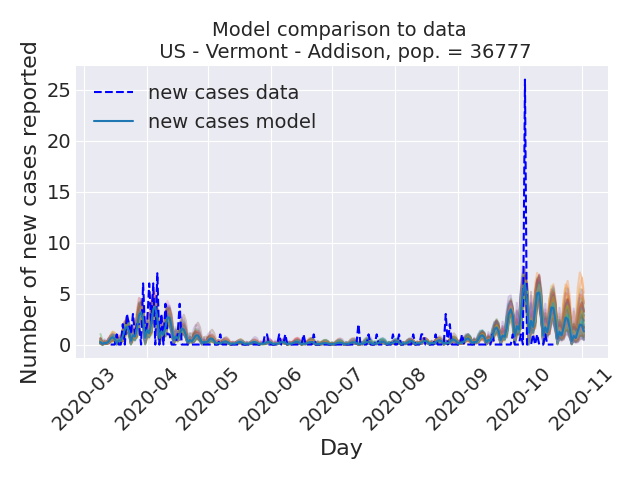 Model comparison to data
US - Vermont - Addison, pop. = 36777
Number of new cases reported
25
20
15
10
5
0
new cases data
new cases model
2020-03
2020-04
2020-05
2020-06
2020-07
2020-08
2020-09
2020-10
2020-11
Day